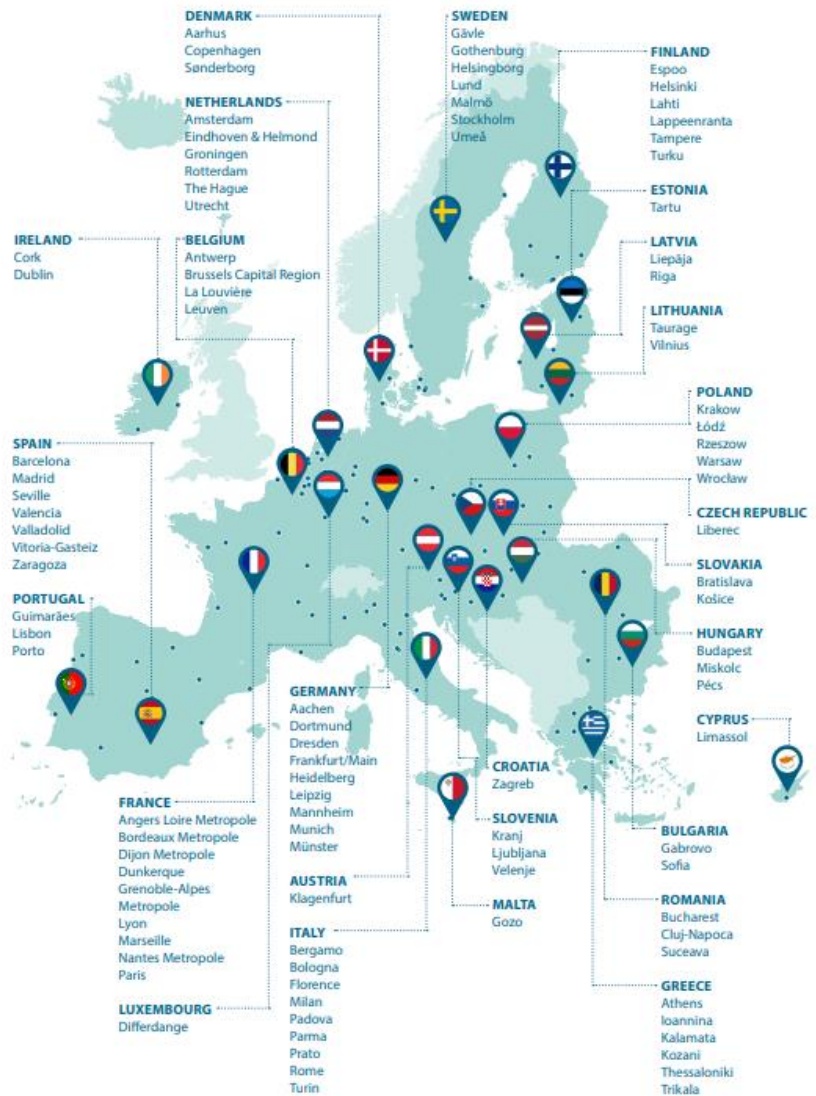 DENMARK
Aarhus
Copenhagen
Sønderborg
SWEDEN
Gävle
Gothenburg
Helsingborg
Lund
Malmö
Stockholm
Umeå
FINLAND
Espoo
Helsinki
Lahti
Lappeenranta
Tampere
Turku
NETHERLANDS
Amsterdam
Eindhoven & Helmond
Groningen
Rotterdam
The Hague
Utrecht
ESTONIA
Tartu
IRELAND
Cork
Dublin
BELGIUM
Antwerp
Brussels Capital Region
La Louvière
Leuven
LATVIA
Liepāja
Riga
LITHUANIA
Taurage
Vilnius
POLAND
Krakow
Łódź
Rzeszow
Warsaw
Wrocław
SPAIN
Barcelona
Madrid
Seville
Valencia
Valladolid
Vitoria-Gasteiz
Zaragoza
CZECH REPUBLIC
Liberec
SLOVAKIA
Bratislava
Košice
PORTUGAL
Guimarães
Lisbon
Porto
HUNGARY
Budapest
Miskolc
Pécs
GERMANY
Aachen
Dortmund
Dresden
Frankfurt/Main
Heidelberg
Leipzig
Mannheim
Munich
Münster
CYPRUS
Limassol
CROATIA
Zagreb
FRANCE
Angers Loire Metropole
Bordeaux Metropole
Dijon Metropole
Dunkerque
Grenoble-Alpes
Metropole
Lyon
Marseille
Nantes Metropole
Paris
SLOVENIA
Kranj
Ljubljana
Velenje
BULGARIA
Gabrovo
Sofia
AUSTRIA
Klagenfurt
MALTA
Gozo
ROMANIA
Bucharest
Cluj-Napoca
Suceava
ITALY
Bergamo
Bologna
Florence
Milan
Padova
Parma
Prato
Rome
Turin
GREECE
Athens
Ioannina
Kalamata
Kozani
Thessaloniki
Trikala
LUXEMBOURG
Differdange